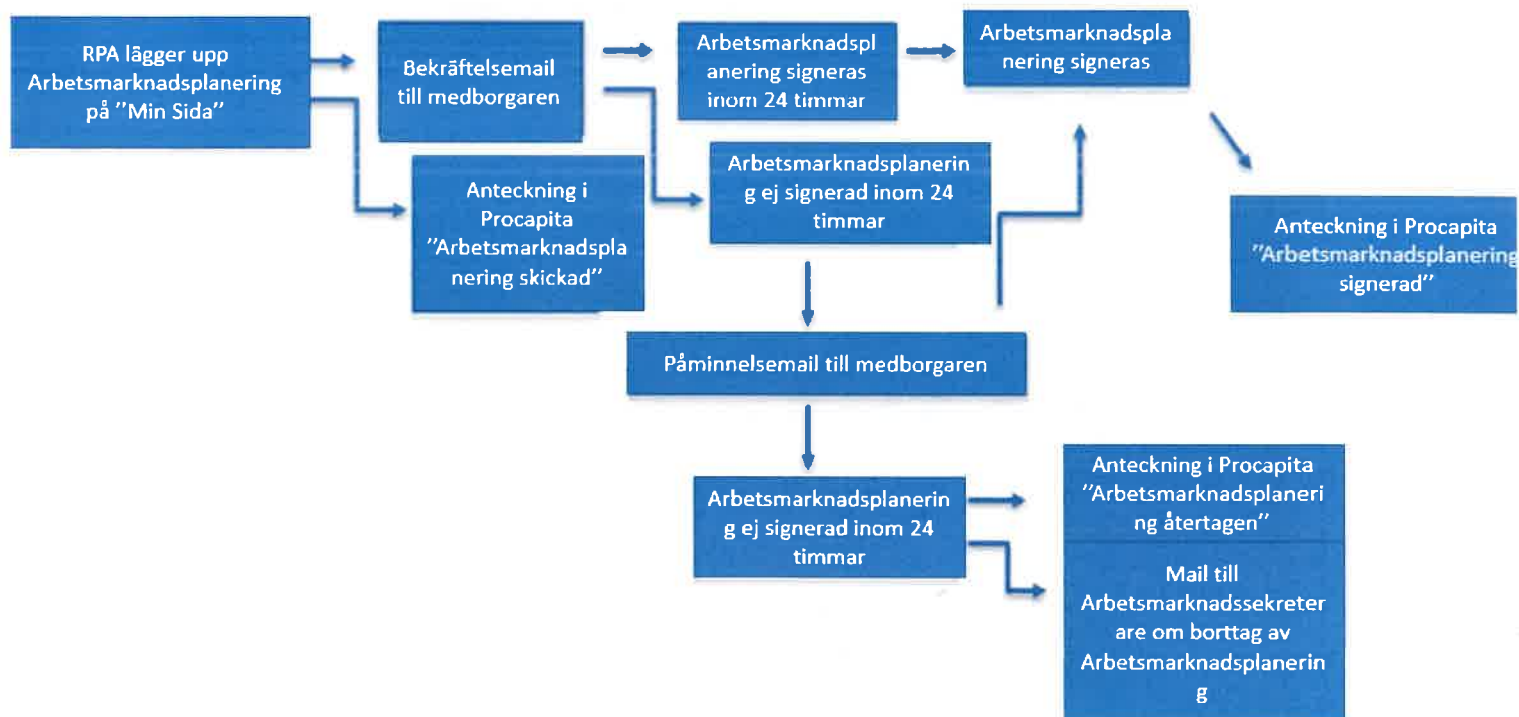 RPA lägger upp
Arbetsmarknadsplanering
på ”Min Sida”
Bekräftelsemail
till medborgaren
Arbetsmarknadspl
anering signeras
inom 24 timmar
Arbetsmarknadspla
nering signeras
Anteckning i
Procapita
”Arbetsmarknadspla
nering skickad”
Arbetsmarknadsplanerin
g ej signerad inom 24
timmar
Anteckning i Procapita
”Arbetsmarknadsplanering
signerad”
Påminnelsemail till medborgaren
Arbetsmarknadsplanerin
g ej signerad inom 24
timmar
Anteckning i Procapita
”Arbetsmarknadsplaneri
ng återtagen”
Mail till
Arbetsmarknadssekreter
are om borttag av
Arbetsmarknadsplanerin
g